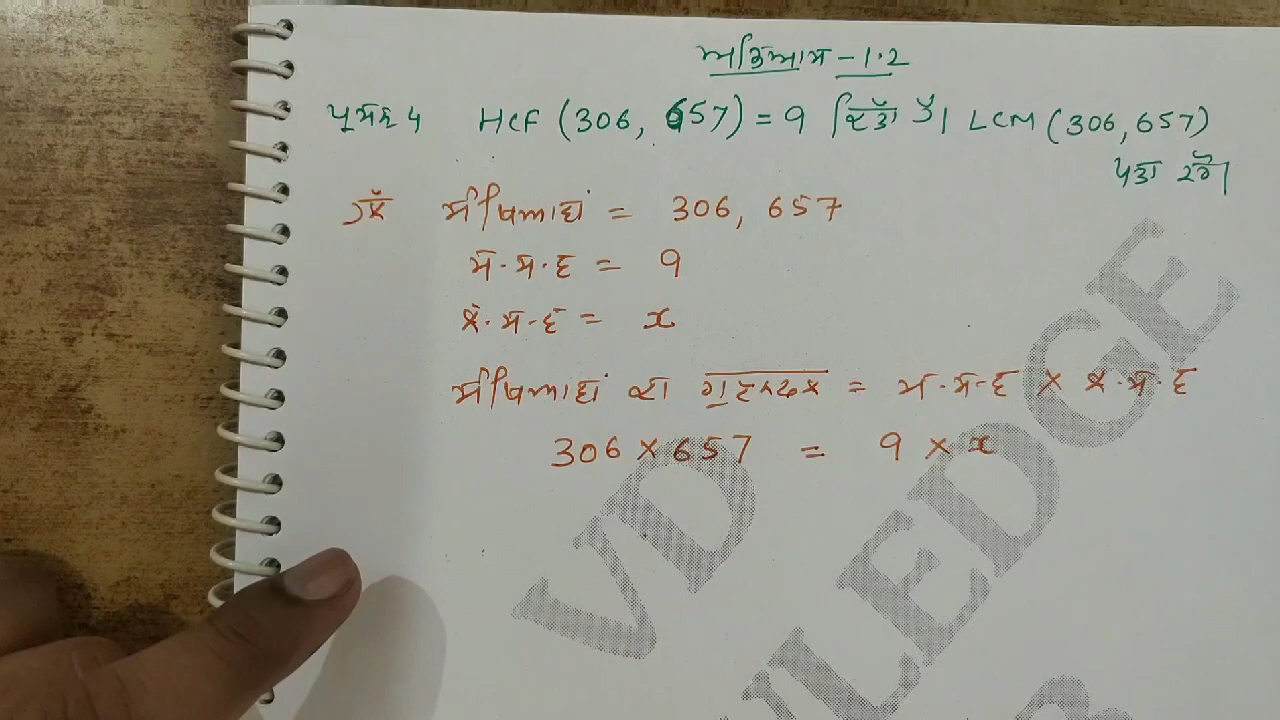 ਅਭਿਆਸ - 1.2
ਪ੍ਰਸ਼ਨ 4 HCF (306, 657) = 9 ਦਿੱਤਾ ਹੈ। LCM (306, 657)
ਪਤਾ ਕਰੋ।
ਹੱਲ ਸੰਖਿਆਵਾਂ = 306, 657
ਮ.ਸ.ਵ = 9
ਲ.ਸ.ਵ = x
ਸੰਖਿਆਵਾਂ ਦਾ ਗੁਣਨਫਲ = ਮ.ਸ.ਵ × ਲ.ਸ.ਵ
306 × 657 = 9 × x
VD